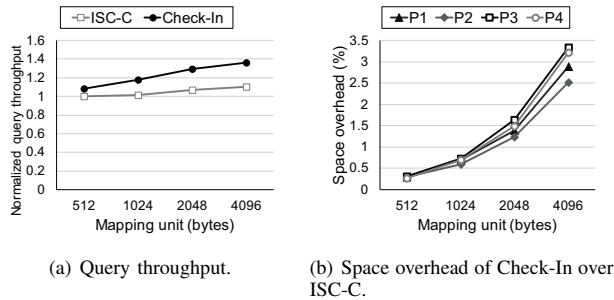 ISC-C Check-In
Normalized query throughput
1.6
1.4
1.2
1
0.8
0.6
0.4
0.2
0
512 1024 2048 4096
Mapping unit (bytes)
(a) Query throughput.
P1 P2 P3 P4
Space overhead (%)
3.5
3
2.5
2
1.5
1
0.5
0
512 1024 2048 4096
Mapping unit (bytes)
(b) Space overhead of Check-In over
ISC-C.